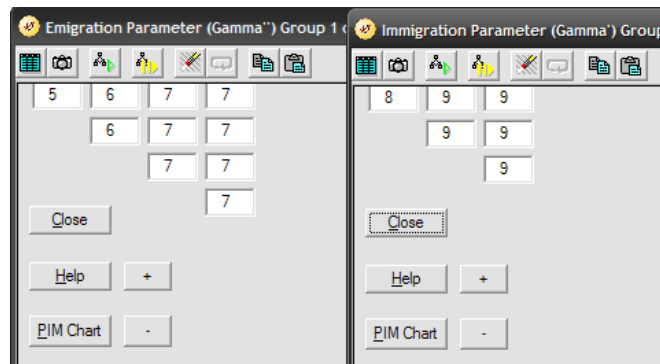 Emigration Parameter (Gamma'') Group 1 o
5 6 7 7
6 7 7
7 7
7
Close
Help +
PIM Chart -
Immigration Parameter (Gamma') Group
8 9 9
9 9
9
Close
Help +
PIM Chart -